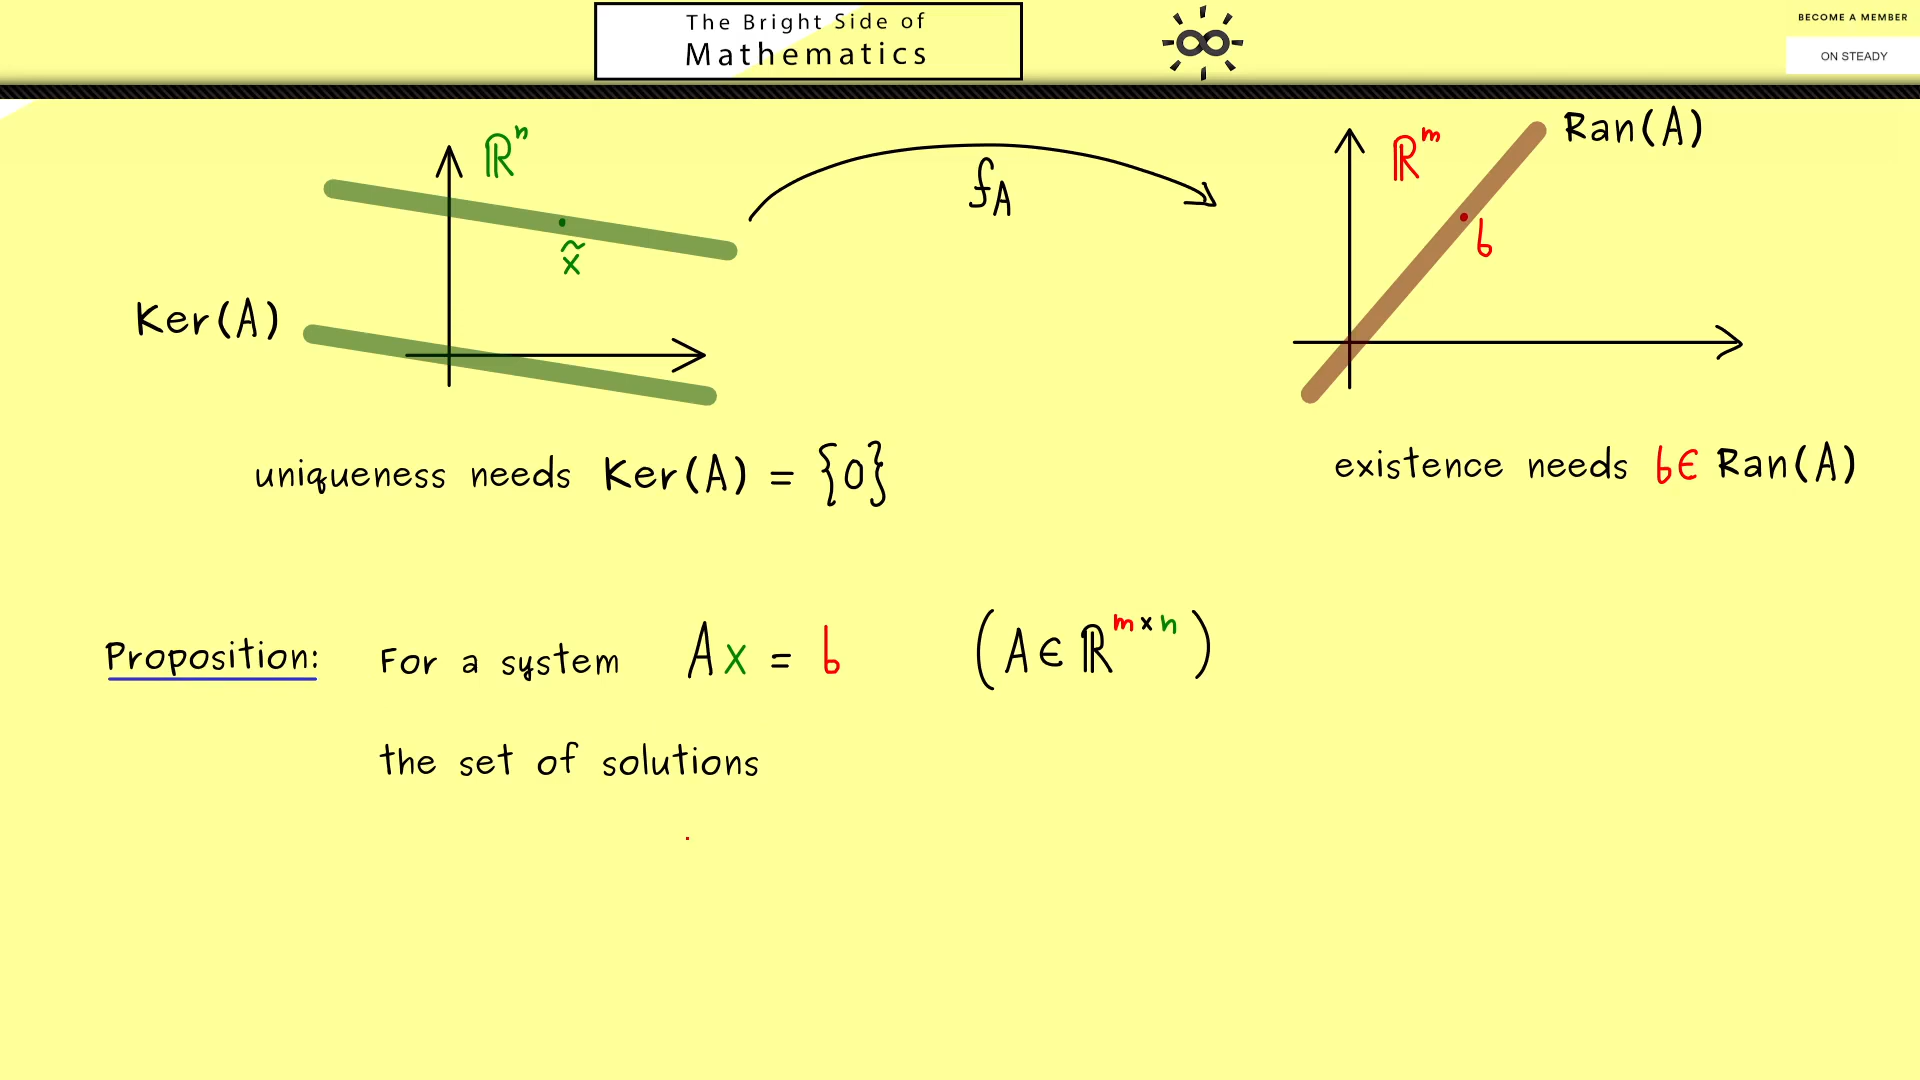 The Bright Side of
Mathematics
BECOME A MEMBER
ON STEADY
ℝⁿ
x̃
Ker(A)
f_A
ℝᵐ
Ran(A)
b
uniqueness needs Ker(A) = {0}
existence needs b∈ Ran(A)
Proposition: For a system Ax = b (A∈ℝ^{m×n})
the set of solutions